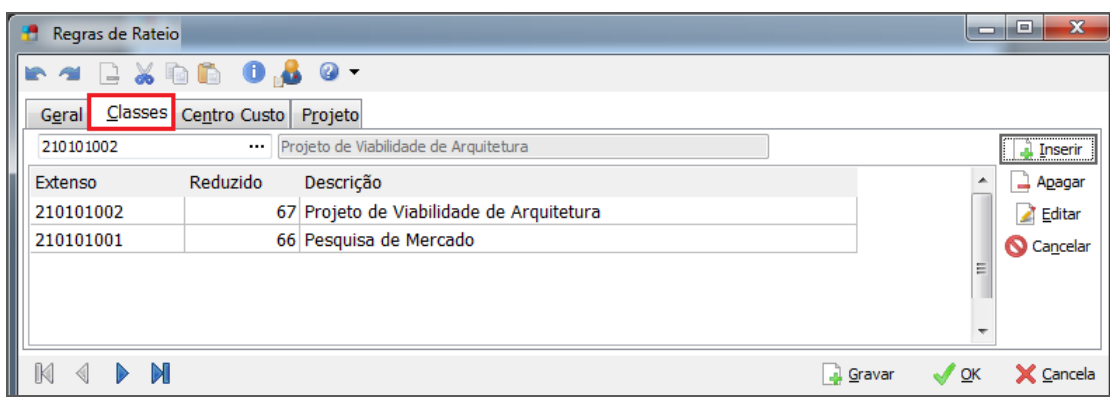 Regras de Rateio
Geral Classes Centro Custo Projeto
210101002 ... Projeto de Viabilidade de Arquitetura Inserir
Extenso Reduzido Descrição Apagar
210101002 67 Projeto de Viabilidade de Arquitetura Editar
210101001 66 Pesquisa de Mercado Cancelar
Gravar OK Cancela